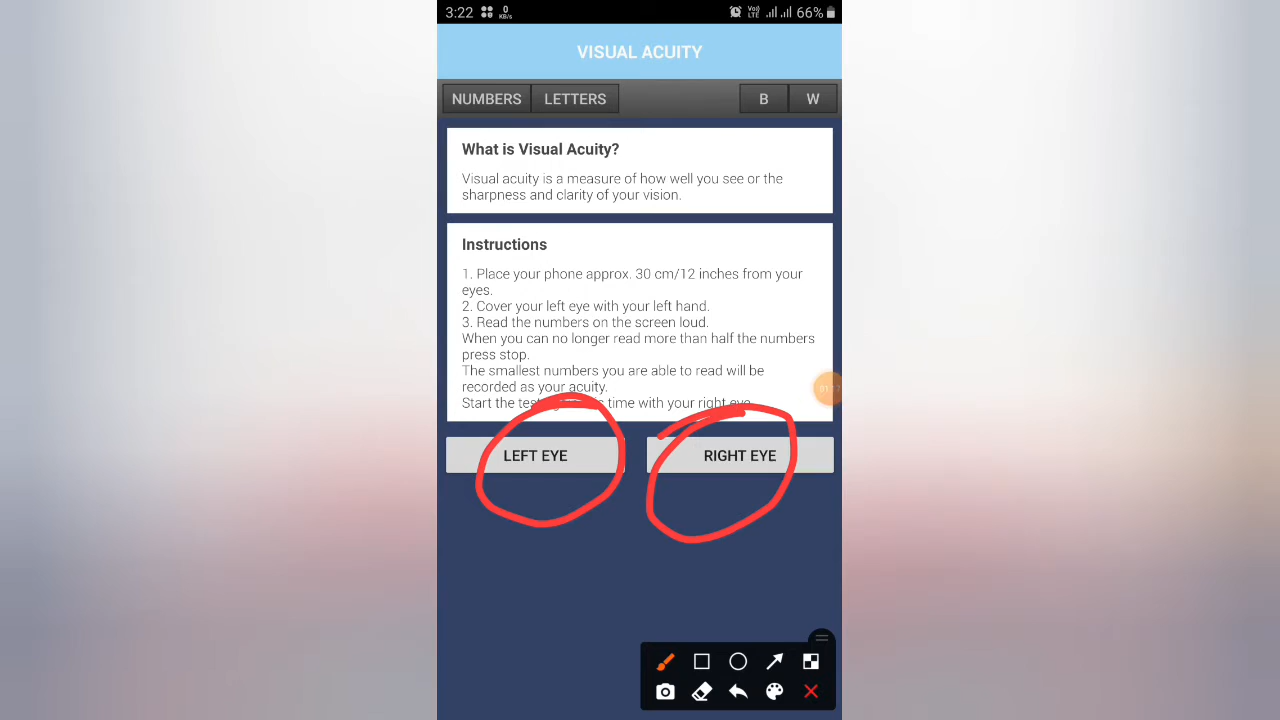 3:22 0 KB/s Vo) LTE 66%
VISUAL ACUITY
NUMBERS LETTERS B W
What is Visual Acuity?
Visual acuity is a measure of how well you see or the
sharpness and clarity of your vision.
Instructions
1. Place your phone approx. 30 cm/12 inches from your
eyes.
2. Cover your left eye with your left hand.
3. Read the numbers on the screen loud.
When you can no longer read more than half the numbers
press stop.
The smallest numbers you are able to read will be
recorded as your acuity.
Start the test time with your right eye
LEFT EYE RIGHT EYE